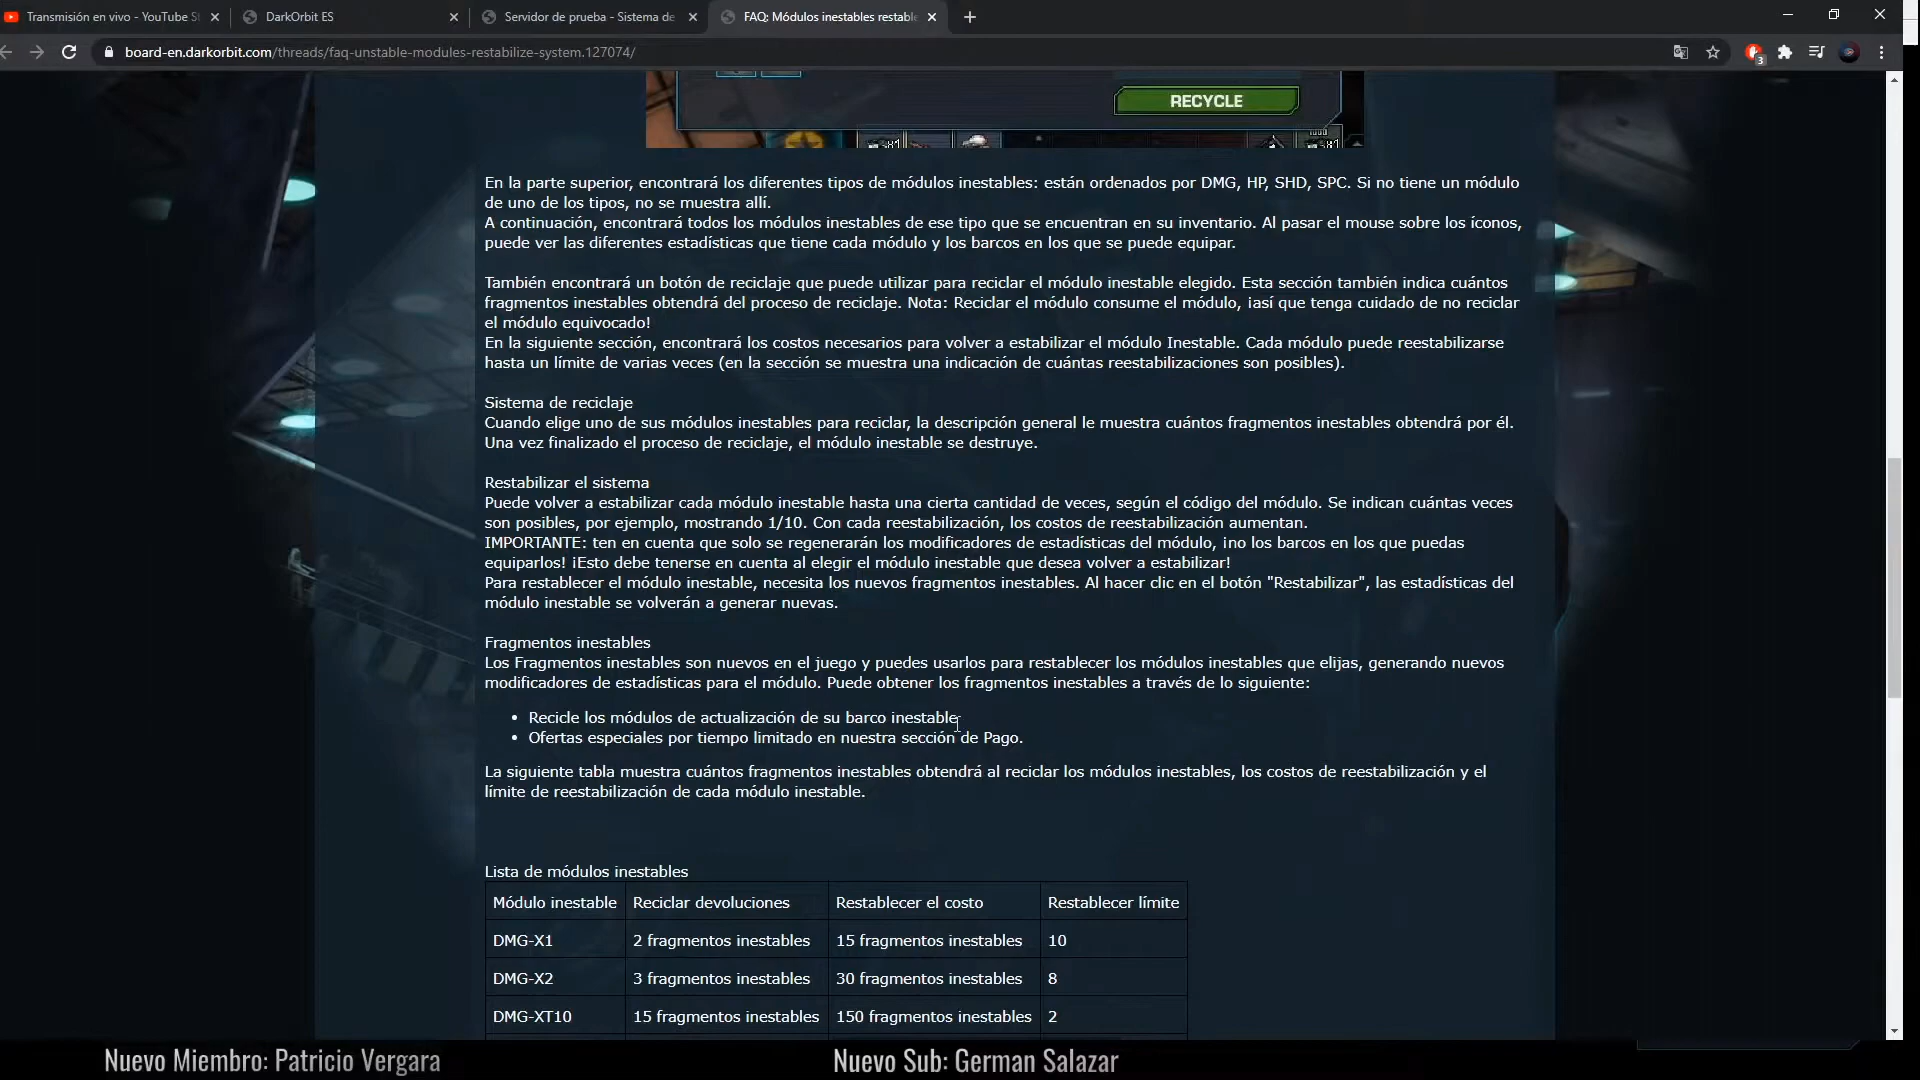 Transmisión en vivo - YouTube S
DarkOrbit ES
Servidor de prueba - Sistema de
FAQ: Módulos inestables restable
board-en.darkorbit.com/threads/faq-unstable-modules-restabilize-system.127074/
3
RECYCLE
En la parte superior, encontrará los diferentes tipos de módulos inestables: están ordenados por DMG, HP, SHD, SPC. Si no tiene un módulo
de uno de los tipos, no se muestra allí.
A continuación, encontrará todos los módulos inestables de ese tipo que se encuentran en su inventario. Al pasar el mouse sobre los íconos,
puede ver las diferentes estadísticas que tiene cada módulo y los barcos en los que se puede equipar.
También encontrará un botón de reciclaje que puede utilizar para reciclar el módulo inestable elegido. Esta sección también indica cuántos
fragmentos inestables obtendrá del proceso de reciclaje. Nota: Reciclar el módulo consume el módulo, ¡así que tenga cuidado de no reciclar
el módulo equivocado!
En la siguiente sección, encontrará los costos necesarios para volver a estabilizar el módulo Inestable. Cada módulo puede reestabilizarse
hasta un límite de varias veces (en la sección se muestra una indicación de cuántas reestabilizaciones son posibles).
Sistema de reciclaje
Cuando elige uno de sus módulos inestables para reciclar, la descripción general le muestra cuántos fragmentos inestables obtendrá por él.
Una vez finalizado el proceso de reciclaje, el módulo inestable se destruye.
Restabilizar el sistema
Puede volver a estabilizar cada módulo inestable hasta una cierta cantidad de veces, según el código del módulo. Se indican cuántas veces
son posibles, por ejemplo, mostrando 1/10. Con cada reestabilización, los costos de reestabilización aumentan.
IMPORTANTE: ten en cuenta que solo se regenerarán los modificadores de estadísticas del módulo, ¡no los barcos en los que puedas
equiparlos! ¡Esto debe tenerse en cuenta al elegir el módulo inestable que desea volver a estabilizar!
Para restablecer el módulo inestable, necesita los nuevos fragmentos inestables. Al hacer clic en el botón "Restabilizar", las estadísticas del
módulo inestable se volverán a generar nuevas.
Fragmentos inestables
Los Fragmentos inestables son nuevos en el juego y puedes usarlos para restablecer los módulos inestables que elijas, generando nuevos
modificadores de estadísticas para el módulo. Puede obtener los fragmentos inestables a través de lo siguiente:
• Recicle los módulos de actualización de su barco inestable
• Ofertas especiales por tiempo limitado en nuestra sección de Pago.
La siguiente tabla muestra cuántos fragmentos inestables obtendrá al reciclar los módulos inestables, los costos de reestabilización y el
límite de reestabilización de cada módulo inestable.
Lista de módulos inestables
Módulo inestable Reciclar devoluciones Restablecer el costo Restablecer límite
DMG-X1 2 fragmentos inestables 15 fragmentos inestables 10
DMG-X2 3 fragmentos inestables 30 fragmentos inestables 8
DMG-XT10 15 fragmentos inestables 150 fragmentos inestables 2
Nuevo Miembro: Patricio Vergara
Nuevo Sub: German Salazar